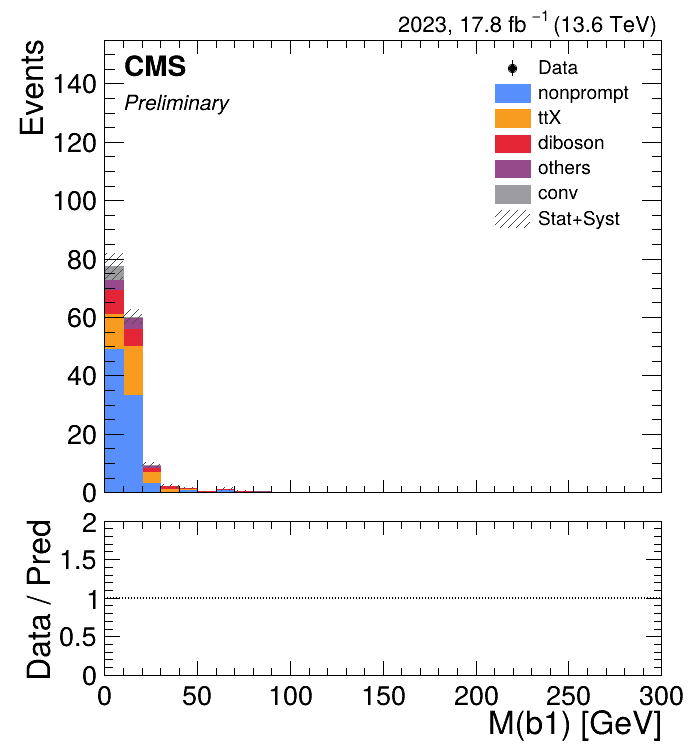 2023, 17.8 fb⁻¹ (13.6 TeV)
CMS
Preliminary
Data
nonprompt
ttX
diboson
others
conv
Stat+Syst
Events
140
120
100
80
60
40
20
0
Data / Pred
2
1.5
1
0.5
0
0 50 100 150 200 250 300
M(b1) [GeV]